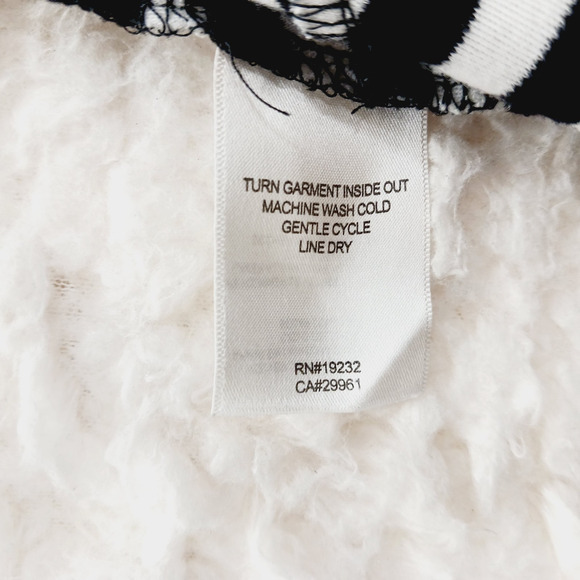 TURN GARMENT INSIDE OUT
MACHINE WASH COLD
GENTLE CYCLE
LINE DRY
RN#19232
CA#29961